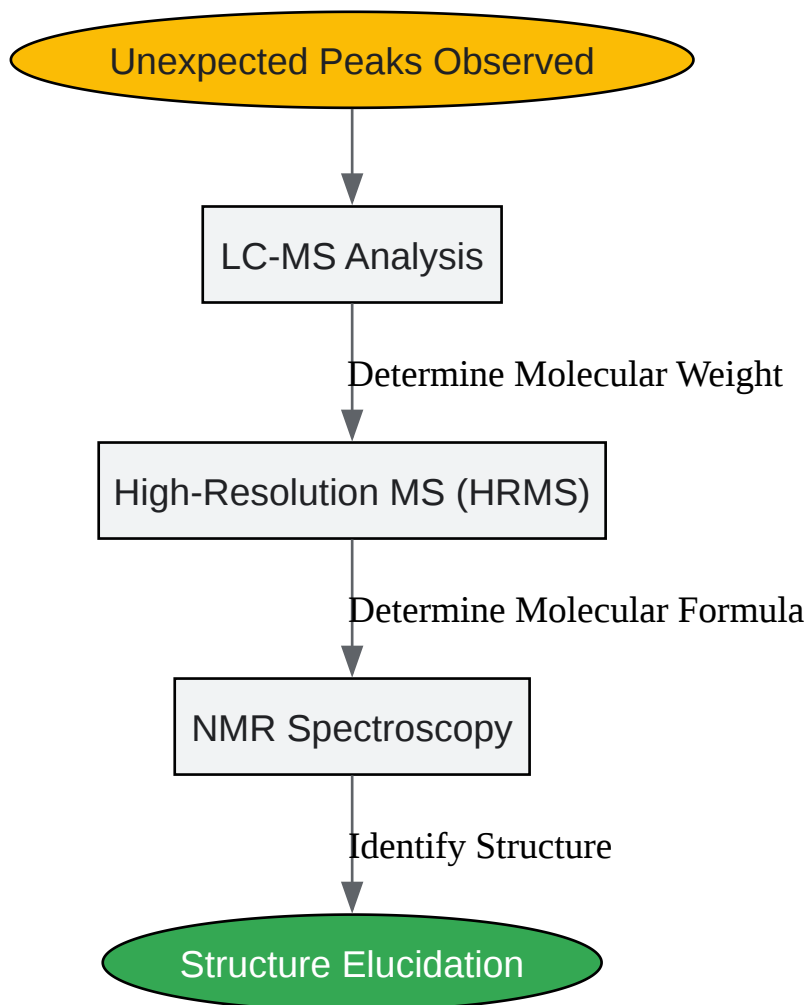 Unexpected Peaks Observed
LC-MS Analysis
Determine Molecular Weight
High-Resolution MS (HRMS)
Determine Molecular Formula
NMR Spectroscopy
Identify Structure
Structure Elucidation